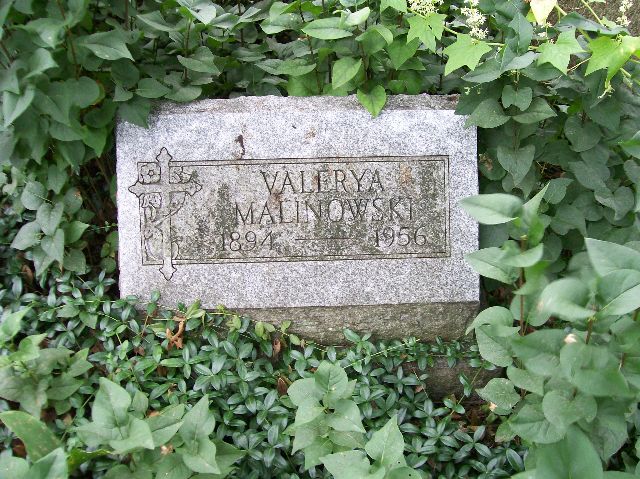 VALERYA
MALINOWSKI
1894 — 1956